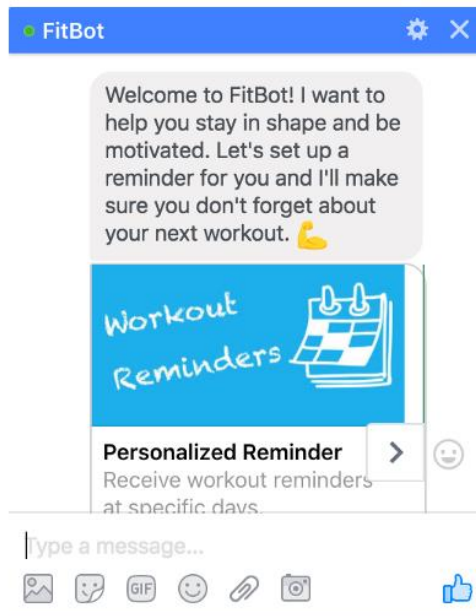 FitBot
Welcome to FitBot! I want to
help you stay in shape and be
motivated. Let's set up a
reminder for you and I'll make
sure you don't forget about
your next workout. 💪
Workout
Reminders
Personalized Reminder
Receive workout reminders
at specific days.
Type a message...
GIF